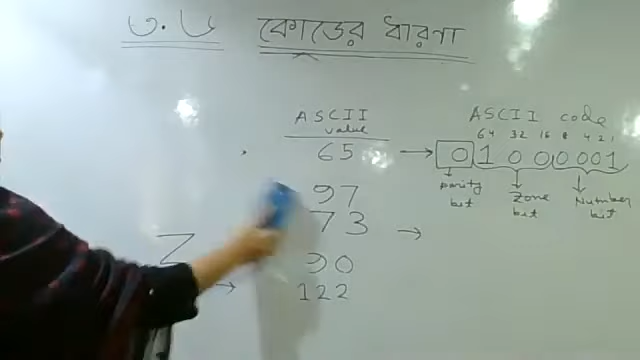 ৩.৬ কোডের ধারনা
ASCII value
ASCII code
64 32 16 8 4 2 1
65 → 0 1 0 0 0 0 0 1
parity bit
Zone bit
Number bit
97
73 →
Z
90
→ 122